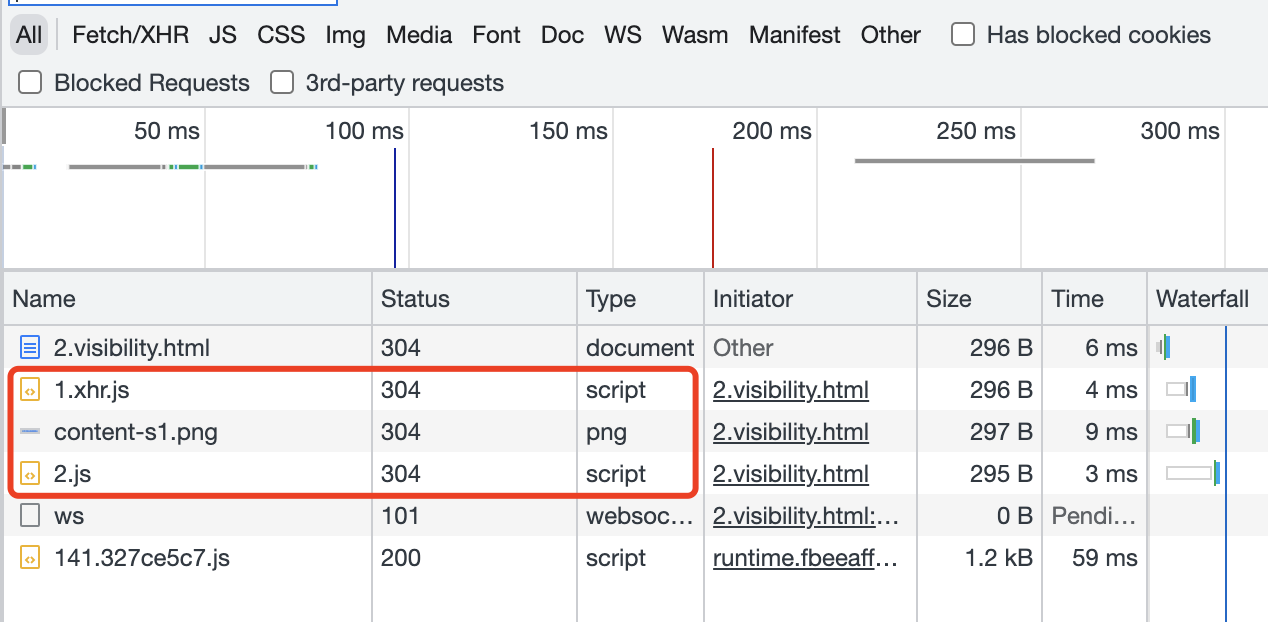 All Fetch/XHR JS CSS Img Media Font Doc WS Wasm Manifest Other Has blocked cookies
Blocked Requests 3rd-party requests
50 ms 100 ms 150 ms 200 ms 250 ms 300 ms
Name Status Type Initiator Size Time Waterfall
2.visibility.html 304 document Other 296 B 6 ms
1.xhr.js 304 script 2.visibility.html 296 B 4 ms
content-s1.png 304 png 2.visibility.html 297 B 9 ms
2.js 304 script 2.visibility.html 295 B 3 ms
ws 101 websoc... 2.visibility.html:... 0 B Pendi...
141.327ce5c7.js 200 script runtime.fbeeaff... 1.2 kB 59 ms